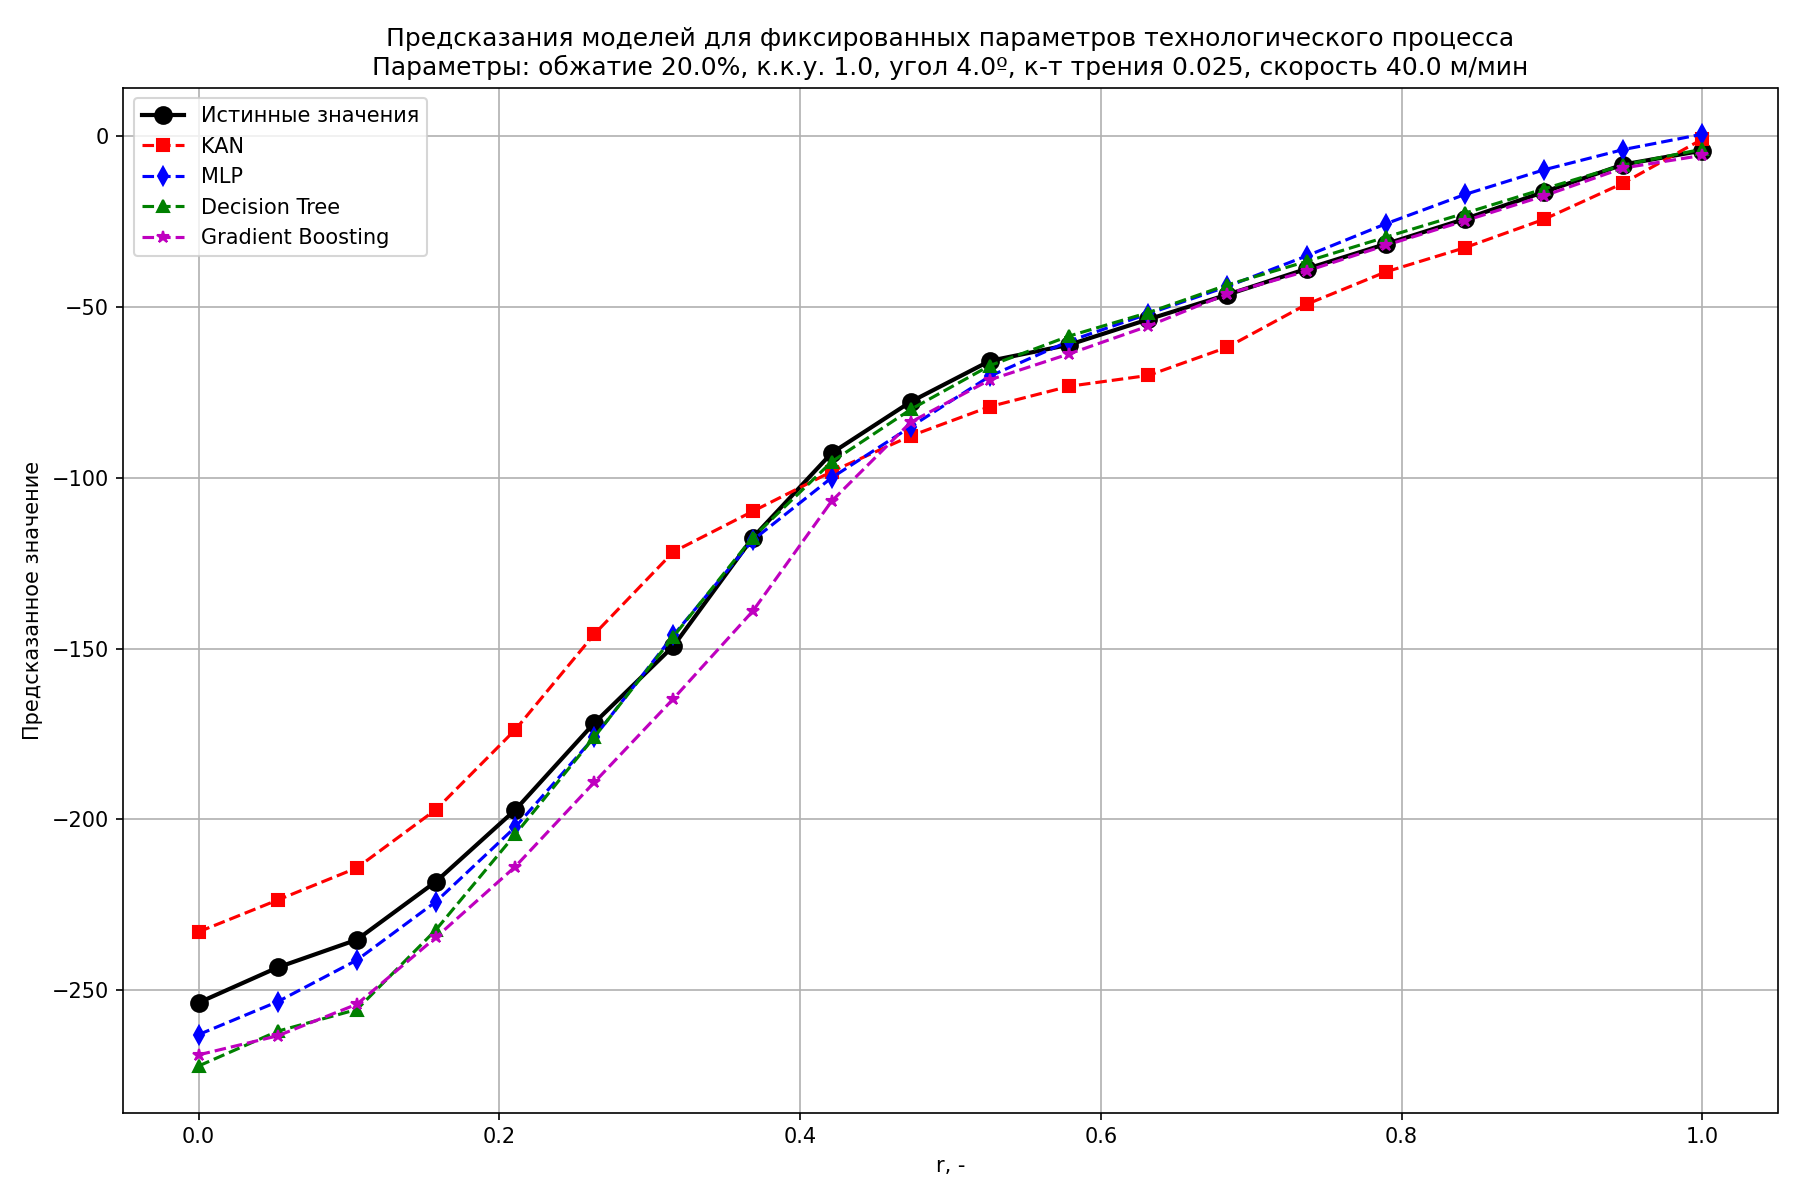 Предсказания моделей для фиксированных параметров технологического процесса
Параметры: обжатие 20.0%, к.к.у. 1.0, угол 4.0º, к-т трения 0.025, скорость 40.0 м/мин
Истинные значения
KAN
MLP
Decision Tree
Gradient Boosting
Предсказанное значение
0
−50
−100
−150
−200
−250
0.0
0.2
0.4
0.6
0.8
1.0
r, -